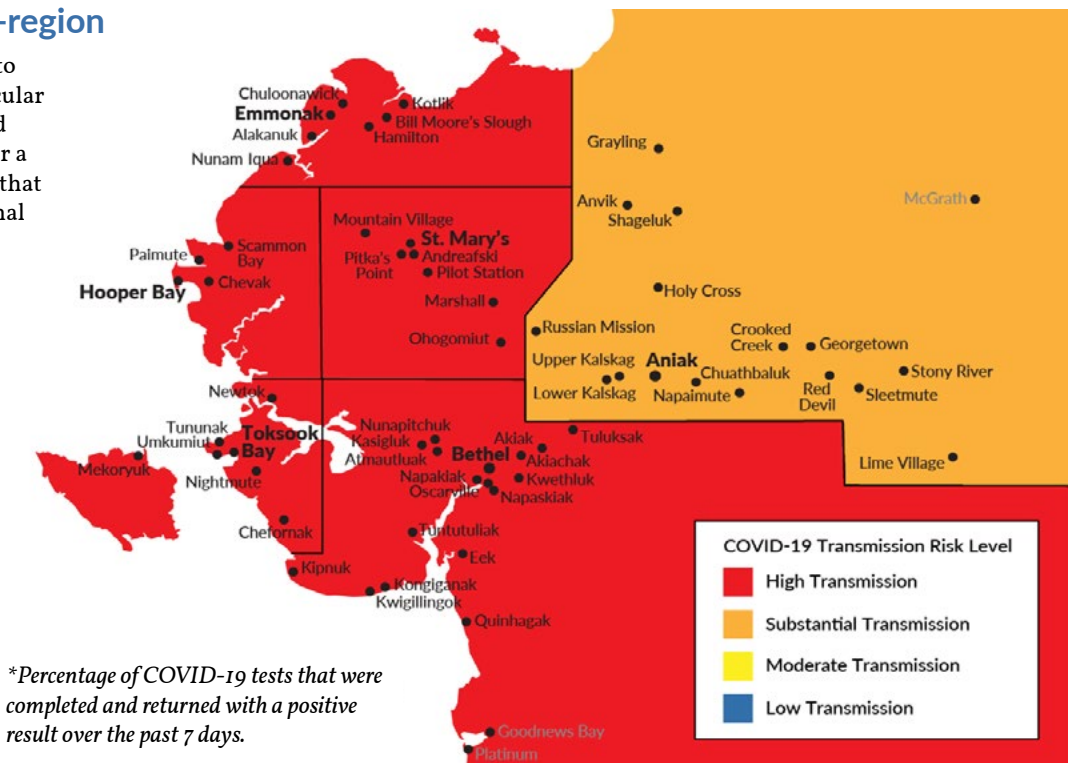 -region
to
cular
d
r a
that
nal
Chuloonawick
Kotlik
Emmonak
Bill Moore's Slough
Alakanuk
Hamilton
Nunam Iqua
Grayling
Anvik
Shageluk
McGrath
Mountain Village
St. Mary's
Pitka's
Point
Andreafski
Pilot Station
Paimute
Scammon
Bay
Hooper Bay
Chevak
Marshall
Holy Cross
Ohogomiut
Russian Mission
Crooked
Creek
Georgetown
Upper Kalskag
Aniak
Lower Kalskag
Chuathbaluk
Napaimute
Red
Devil
Stony River
Sleetmute
Lime Village
Newtok
Tununak
Umkumiut
Toksook
Bay
Mekoryuk
Nightmute
Chefornak
Nunapitchuk
Kasigluk
Atmautluak
Bethel
Akiak
Tuluksak
Akiachak
Napakiak
Kwethluk
Oscarville
Napaskiak
Tuntutuliak
Eek
Kipnuk
Kongiganak
Kwigillingok
Quinhagak
Goodnews Bay
Platinum
COVID-19 Transmission Risk Level
High Transmission
Substantial Transmission
Moderate Transmission
Low Transmission
*Percentage of COVID-19 tests that were
completed and returned with a positive
result over the past 7 days.